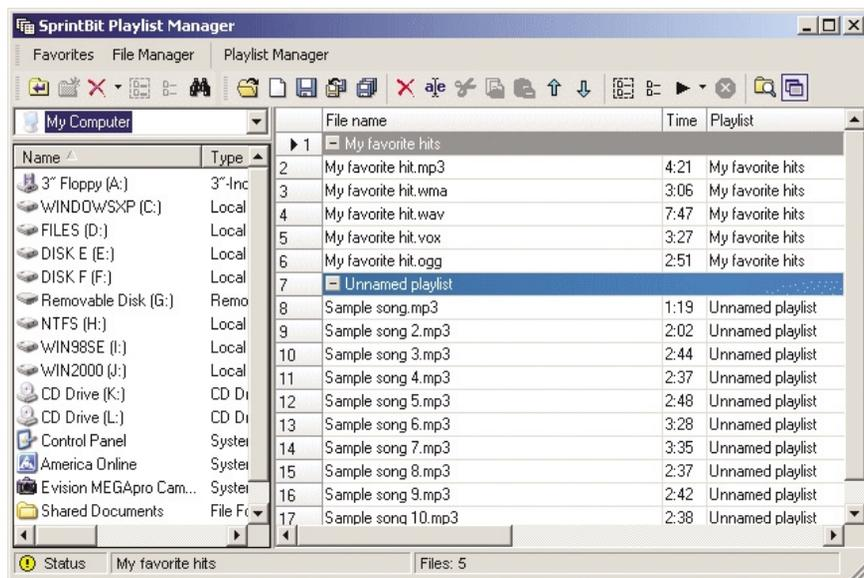 SprintBit Playlist Manager
Favorites File Manager Playlist Manager
My Computer
Name Type
3″ Floppy (A:) 3″-Inc
WINDOWSXP (C:) Local
FILES (D:) Local
DISK E (E:) Local
DISK F (F:) Local
Removable Disk (G:) Remo
NTFS (H:) Local
WIN98SE (I:) Local
WIN2000 (J:) Local
CD Drive (K:) CD Dr
CD Drive (L:) CD Dr
Control Panel System
America Online System
Evision MEGApro Cam... System
Shared Documents File Fo
File name Time Playlist
1 My favorite hits
2 My favorite hit.mp3 4:21 My favorite hits
3 My favorite hit.wma 3:06 My favorite hits
4 My favorite hit.wav 7:47 My favorite hits
5 My favorite hit.vox 3:27 My favorite hits
6 My favorite hit.ogg 2:51 My favorite hits
7 Unnamed playlist
8 Sample song.mp3 1:19 Unnamed playlist
9 Sample song 2.mp3 2:02 Unnamed playlist
10 Sample song 3.mp3 2:44 Unnamed playlist
11 Sample song 4.mp3 2:37 Unnamed playlist
12 Sample song 5.mp3 2:48 Unnamed playlist
13 Sample song 6.mp3 3:28 Unnamed playlist
14 Sample song 7.mp3 3:35 Unnamed playlist
15 Sample song 8.mp3 2:37 Unnamed playlist
16 Sample song 9.mp3 2:42 Unnamed playlist
17 Sample song 10.mp3 2:38 Unnamed playlist
Status My favorite hits Files: 5